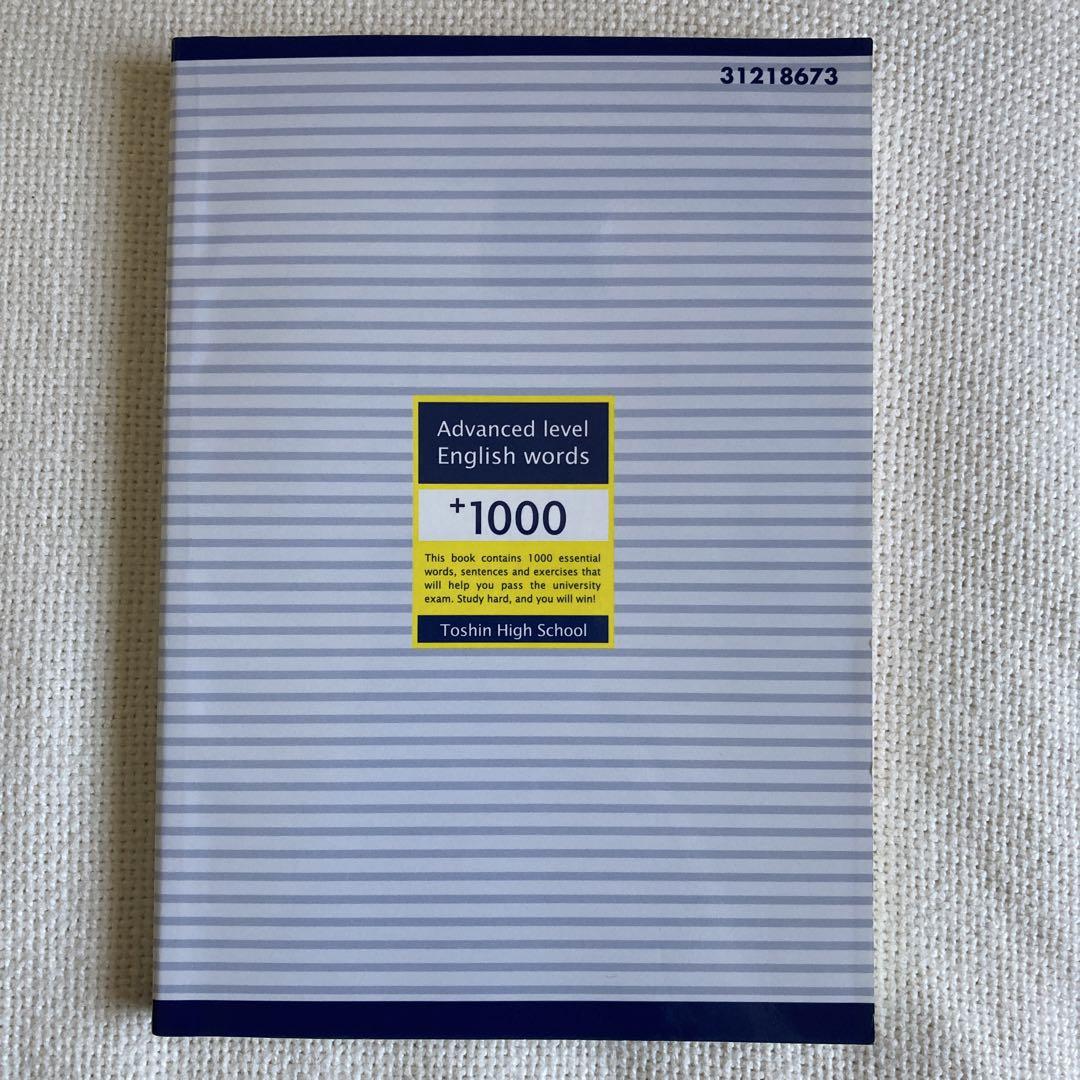 31218673
Advanced level
English words
+1000
This book contains 1000 essential
words, sentences and exercises that
will help you pass the university
exam. Study hard, and you will win!
Toshin High School